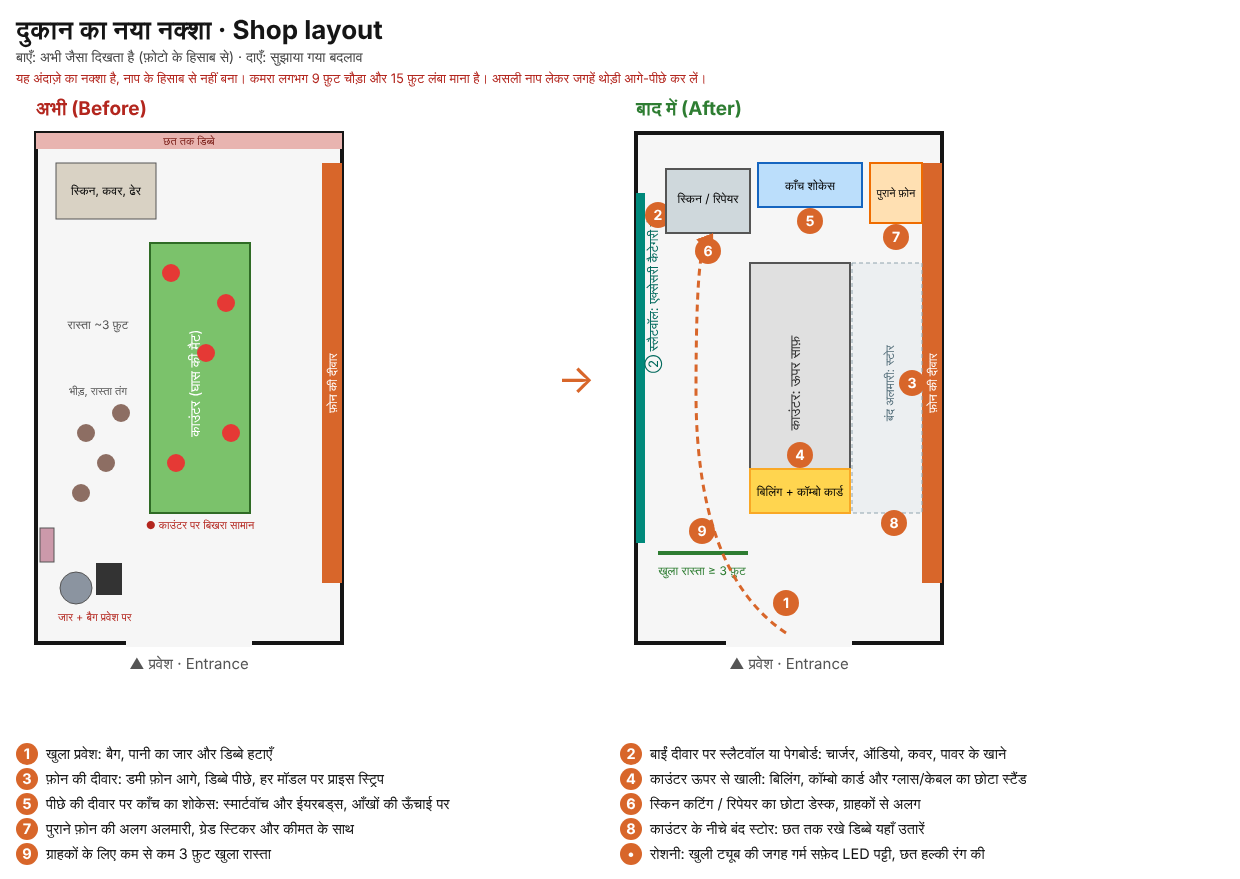 दुकान का नया नक्शा · Shop layout
बाएँ: अभी जैसा दिखता है (फ़ोटो के हिसाब से) · दाएँ: सुझाया गया बदलाव
यह अंदाज़े का नक्शा है, नाप के हिसाब से नहीं बना। कमरा लगभग 9 फ़ुट चौड़ा और 15 फ़ुट लंबा माना है। असली नाप लेकर जगहें थोड़ी आगे-पीछे कर लें।
अभी (Before)
छत तक डिब्बे
स्किन, कवर, ढेर
रास्ता ~3 फ़ुट
भीड़, रास्ता तंग
काउंटर (घास की मैट)
फ़ोन की दीवार
● काउंटर पर बिखरा सामान
जार + बैग प्रवेश पर
▲ प्रवेश · Entrance
→
बाद में (After)
स्किन / रिपेयर
काँच शोकेस
पुराने फ़ोन
2
5
6
7
② स्लैटवॉल: एक्सेसरी कैटेगरी
काउंटर: ऊपर साफ़
बंद अलमारी: स्टोर
3
फ़ोन की दीवार
4
बिलिंग + कॉम्बो कार्ड
8
9
खुला रास्ता ≥ 3 फ़ुट
1
▲ प्रवेश · Entrance
1 खुला प्रवेश: बैग, पानी का जार और डिब्बे हटाएँ
2 बाईं दीवार पर स्लैटवॉल या पेगबोर्ड: चार्जर, ऑडियो, कवर, पावर के खाने
3 फ़ोन की दीवार: डमी फ़ोन आगे, डिब्बे पीछे, हर मॉडल पर प्राइस स्ट्रिप
4 काउंटर ऊपर से खाली: बिलिंग, कॉम्बो कार्ड और ग्लास/केबल का छोटा स्टैंड
5 पीछे की दीवार पर काँच का शोकेस: स्मार्टवॉच और ईयरबड्स, आँखों की ऊँचाई पर
6 स्किन कटिंग / रिपेयर का छोटा डेस्क, ग्राहकों से अलग
7 पुराने फ़ोन की अलग अलमारी, ग्रेड स्टिकर और कीमत के साथ
8 काउंटर के नीचे बंद स्टोर: छत तक रखे डिब्बे यहाँ उतारें
9 ग्राहकों के लिए कम से कम 3 फ़ुट खुला रास्ता
• रोशनी: खुली ट्यूब की जगह गर्म सफ़ेद LED पट्टी, छत हल्की रंग की